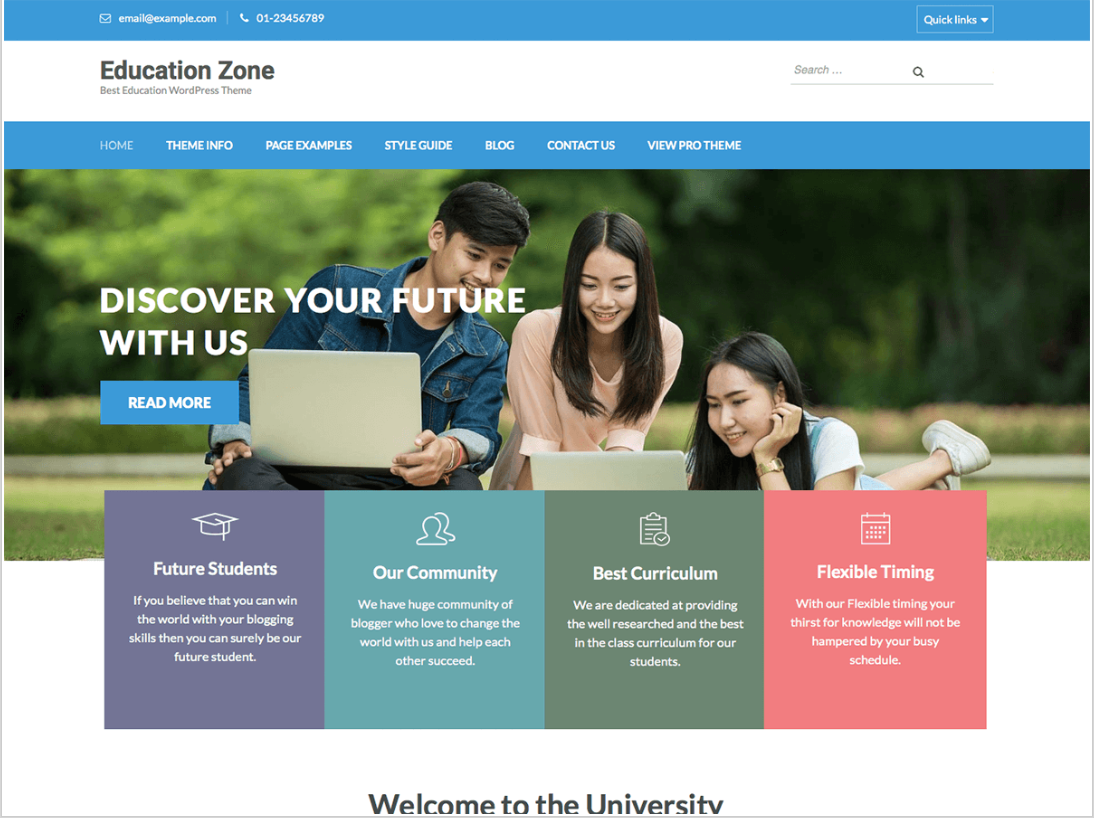 email@example.com 01-23456789 Quick links
Education Zone
Best Education WordPress Theme
Search ...
HOME THEME INFO PAGE EXAMPLES STYLE GUIDE BLOG CONTACT US VIEW PRO THEME
DISCOVER YOUR FUTURE
WITH US
READ MORE
Future Students
If you believe that you can win
the world with your blogging
skills then you can surely be our
future student.
Our Community
We have huge community of
blogger who love to change the
world with us and help each
other succeed.
Best Curriculum
We are dedicated at providing
the well researched and the best
in the class curriculum for our
students.
Flexible Timing
With our Flexible timing your
thirst for knowledge will not be
hampered by your busy
schedule.
Welcome to the University